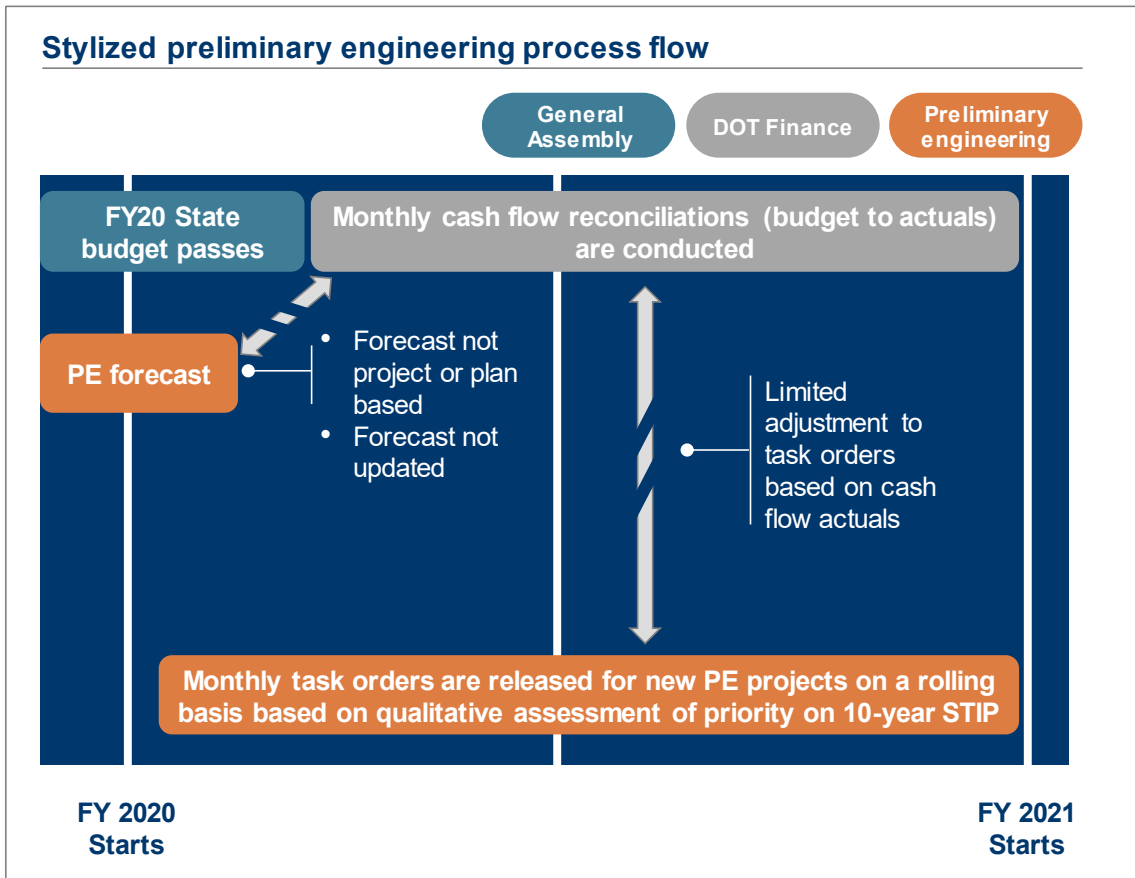 Stylized preliminary engineering process flow
General
Assembly
DOT Finance
Preliminary
engineering
FY20 State
budget passes
Monthly cash flow reconciliations (budget to actuals)
are conducted
PE forecast
• Forecast not
project or plan
based
• Forecast not
updated
Limited
adjustment to
task orders
based on cash
flow actuals
Monthly task orders are released for new PE projects on a rolling
basis based on qualitative assessment of priority on 10-year STIP
FY 2020
Starts
FY 2021
Starts